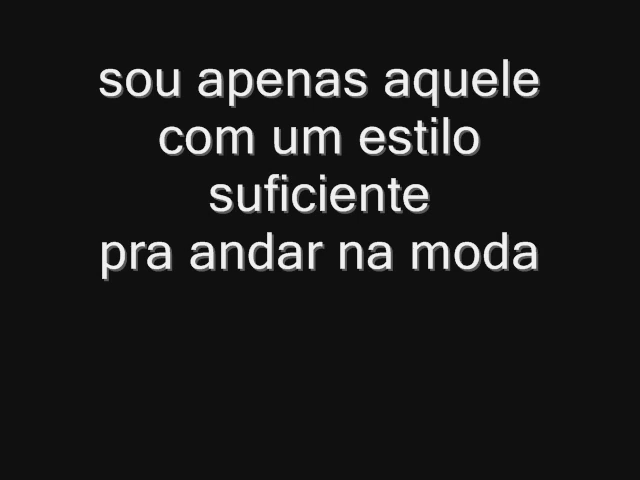 sou apenas aquele
com um estilo
suficiente
pra andar na moda